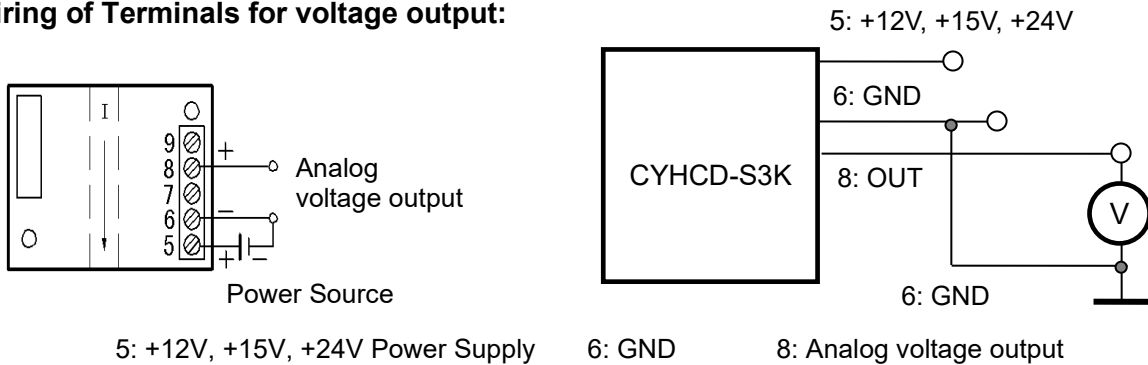 iring of Terminals for voltage output:
I
9
8
7
6
5
+
−
+
−
Analog
voltage output
Power Source
5: +12V, +15V, +24V
6: GND
CYHCD-S3K
8: OUT
V
6: GND
5: +12V, +15V, +24V Power Supply 6: GND 8: Analog voltage output